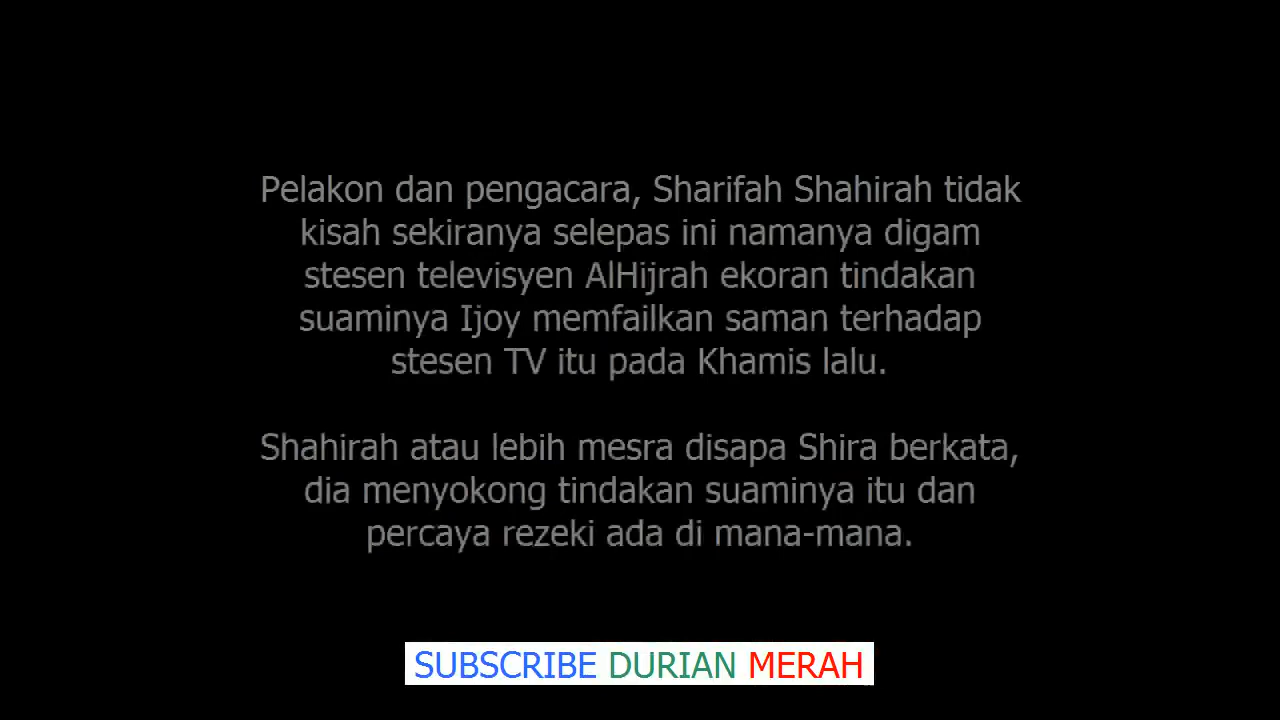 Pelakon dan pengacara, Sharifah Shahirah tidak
kisah sekiranya selepas ini namanya digam
stesen televisyen AlHijrah ekoran tindakan
suaminya Ijoy memfailkan saman terhadap
stesen TV itu pada Khamis lalu.
Shahirah atau lebih mesra disapa Shira berkata,
dia menyokong tindakan suaminya itu dan
percaya rezeki ada di mana-mana.
SUBSCRIBE DURIAN MERAH